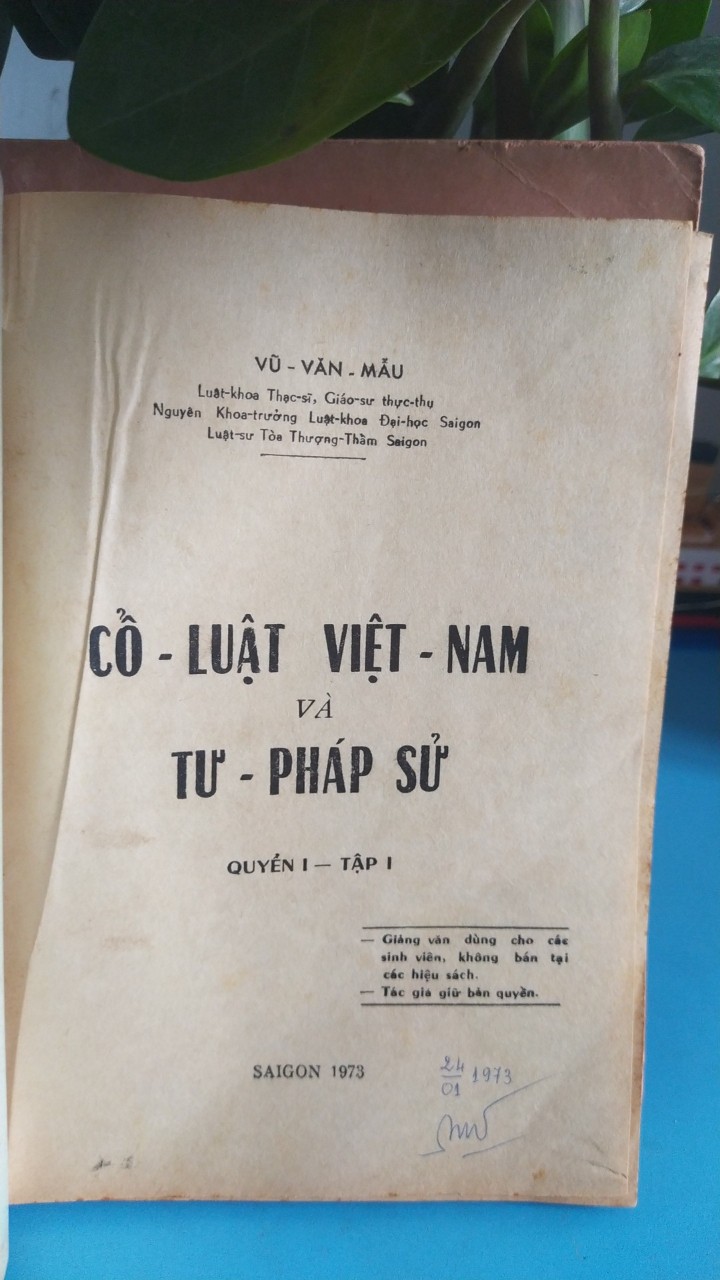 VŨ - VĂN - MẪU
Luật-khoa Thạc-sĩ, Giáo-sư thực-thụ
Nguyên Khoa-trưởng Luật-khoa Đại-học Saigon
Luật-sư Tòa Thượng-Thẩm Saigon
CỔ - LUẬT VIỆT - NAM
VÀ
TƯ - PHÁP SỬ
QUYỂN I — TẬP I
— Giảng văn dùng cho các
sinh viên, không bán tại
các hiệu sách.
— Tác giả giữ bản quyền.
SAIGON 1973
24
01 1973